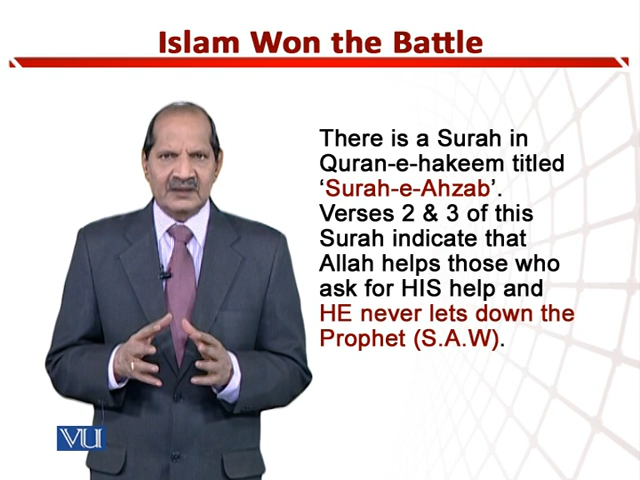 Islam Won the Battle
There is a Surah in
Quran-e-hakeem titled
‘Surah-e-Ahzab’.
Verses 2 & 3 of this
Surah indicate that
Allah helps those who
ask for HIS help and
HE never lets down the
Prophet (S.A.W).
VU